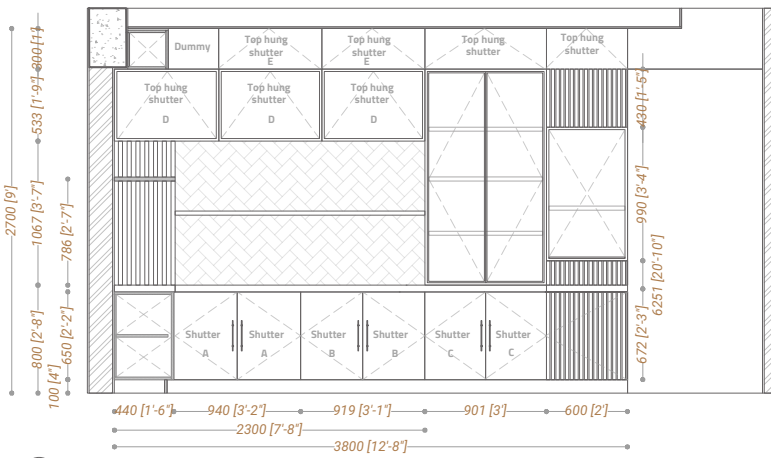 Dummy
Top hung
shutter
E
Top hung
shutter
E
Top hung
shutter
Top hung
shutter
Top hung
shutter
D
Top hung
shutter
D
Top hung
shutter
D
Shutter
A
Shutter
A
Shutter
B
Shutter
B
Shutter
C
Shutter
C
2700 [9']
533 [1'-9"]
1067 [3'-7"]
800 [2'-8"]
786 [2'-7"]
650 [2'-2"]
100 [4"]
430 [1'-5"]
990 [3'-4"]
6251 [20'-10"]
672 [2'-3"]
440 [1'-6"]
940 [3'-2"]
919 [3'-1"]
901 [3']
600 [2']
2300 [7'-8"]
3800 [12'-8"]